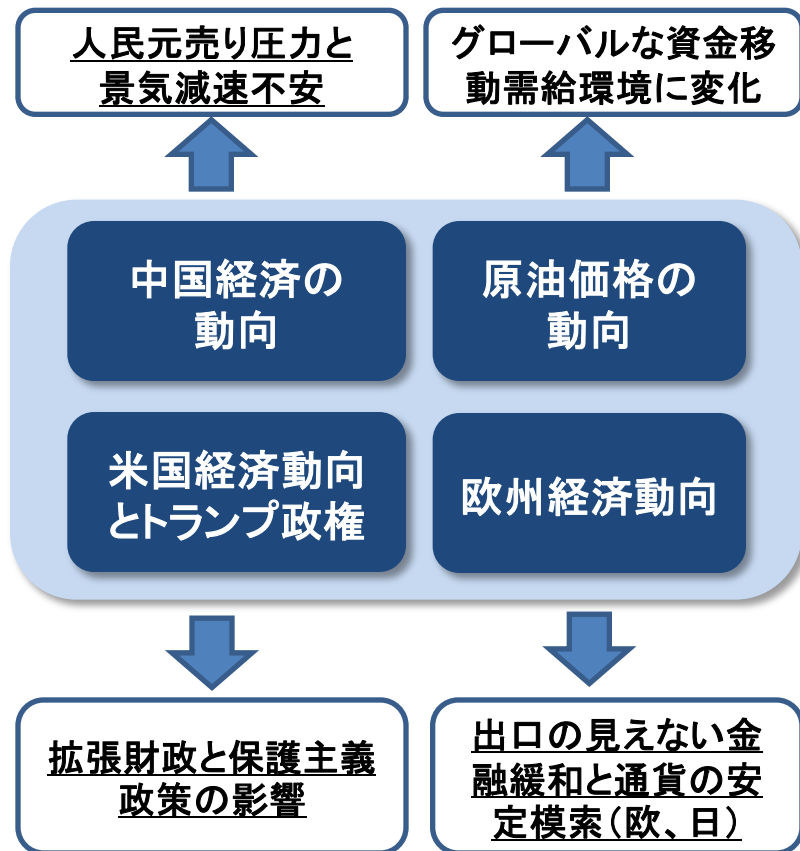 人民元売り圧力と
景気減速不安
グローバルな資金移
動需給環境に変化
中国経済の
動向
原油価格の
動向
米国経済動向
とトランプ政権
欧州経済動向
拡張財政と保護主義
政策の影響
出口の見えない金
融緩和と通貨の安
定模索(欧、日)